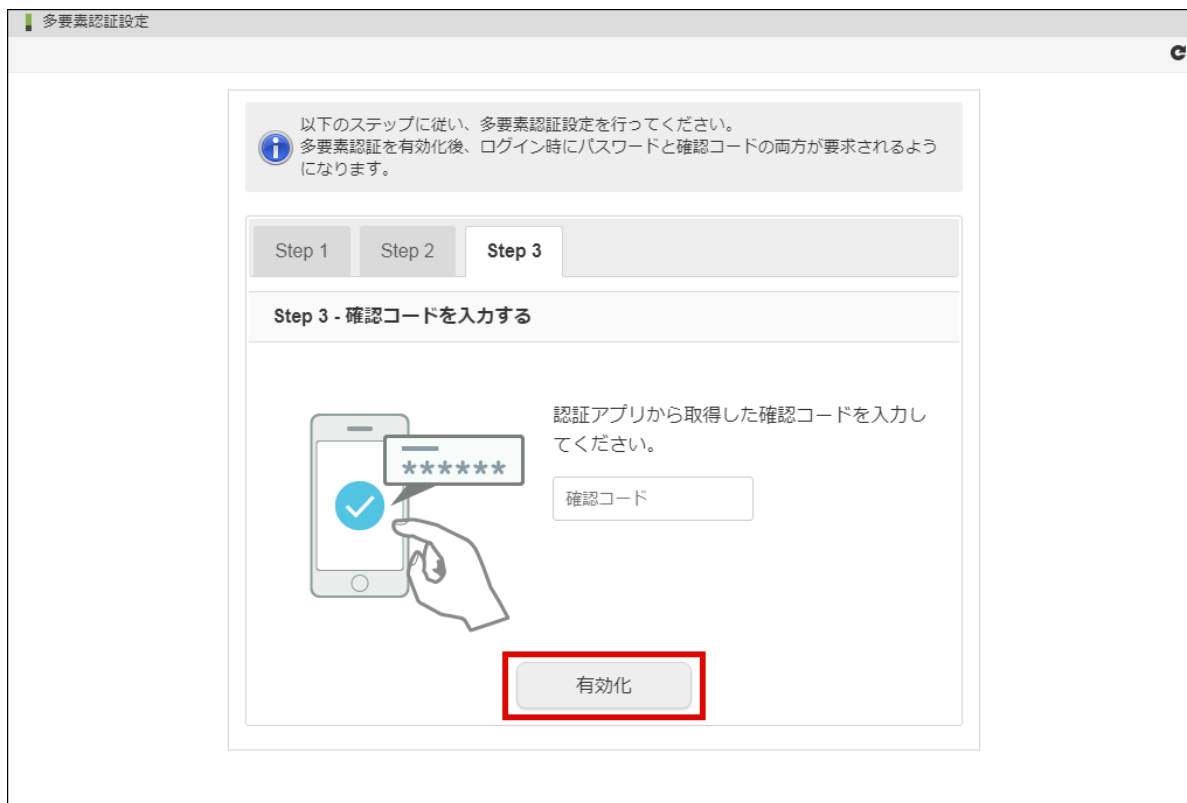 多要素認証設定
以下のステップに従い、多要素認証設定を行ってください。
多要素認証を有効化後、ログイン時にパスワードと確認コードの両方が要求されるよう
になります。
Step 1 Step 2 Step 3
Step 3 - 確認コードを入力する
認証アプリから取得した確認コードを入力し
てください。
******
確認コード
有効化